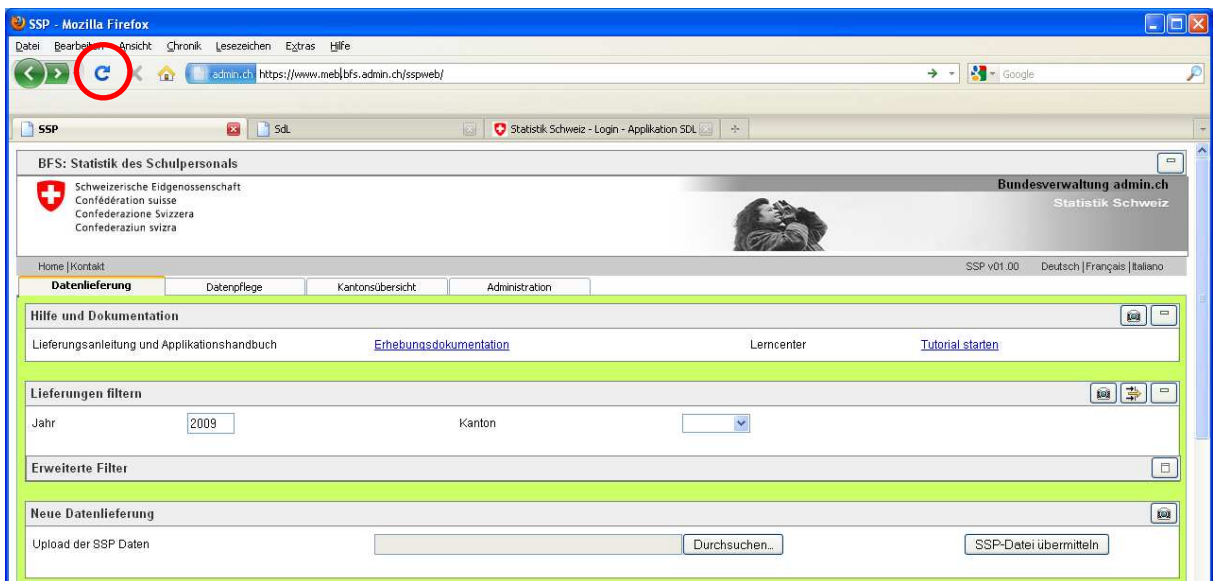 SSP - Mozilla Firefox
Datei Bearbeiten Ansicht Chronik Lesezeichen Extras Hilfe
admin.ch https://www.meb.bfs.admin.ch/sspweb/ Google
SSP SdL Statistik Schweiz - Login - Applikation SDL
BFS: Statistik des Schulpersonals
Schweizerische Eidgenossenschaft
Confédération suisse
Confederazione Svizzera
Confederaziun svizra
Bundesverwaltung admin.ch
Statistik Schweiz
Home | Kontakt SSP v01.00 Deutsch | Français | Italiano
Datenlieferung Datenpflege Kantonsübersicht Administration
Hilfe und Dokumentation
Lieferungsanleitung und Applikationshandbuch Erhebungsdokumentation Lerncenter Tutorial starten
Lieferungen filtern
Jahr 2009 Kanton
Erweiterte Filter
Neue Datenlieferung
Upload der SSP Daten Durchsuchen... SSP-Datei übermitteln